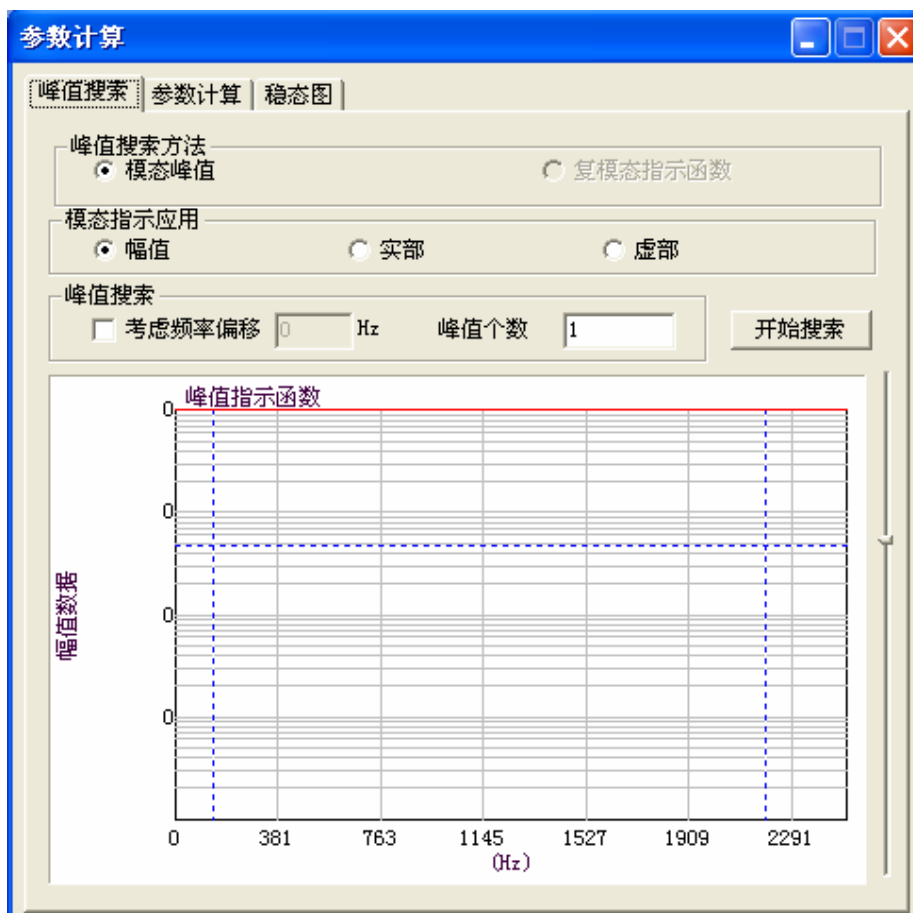 参数计算
峰值搜索 参数计算 稳态图
峰值搜索方法
模态峰值 复模态指示函数
模态指示应用
幅值 实部 虚部
峰值搜索
考虑频率偏移 0 Hz 峰值个数 1 开始搜索
峰值指示函数
0
0
0
0
幅值数据
0 381 763 1145 1527 1909 2291
(Hz)